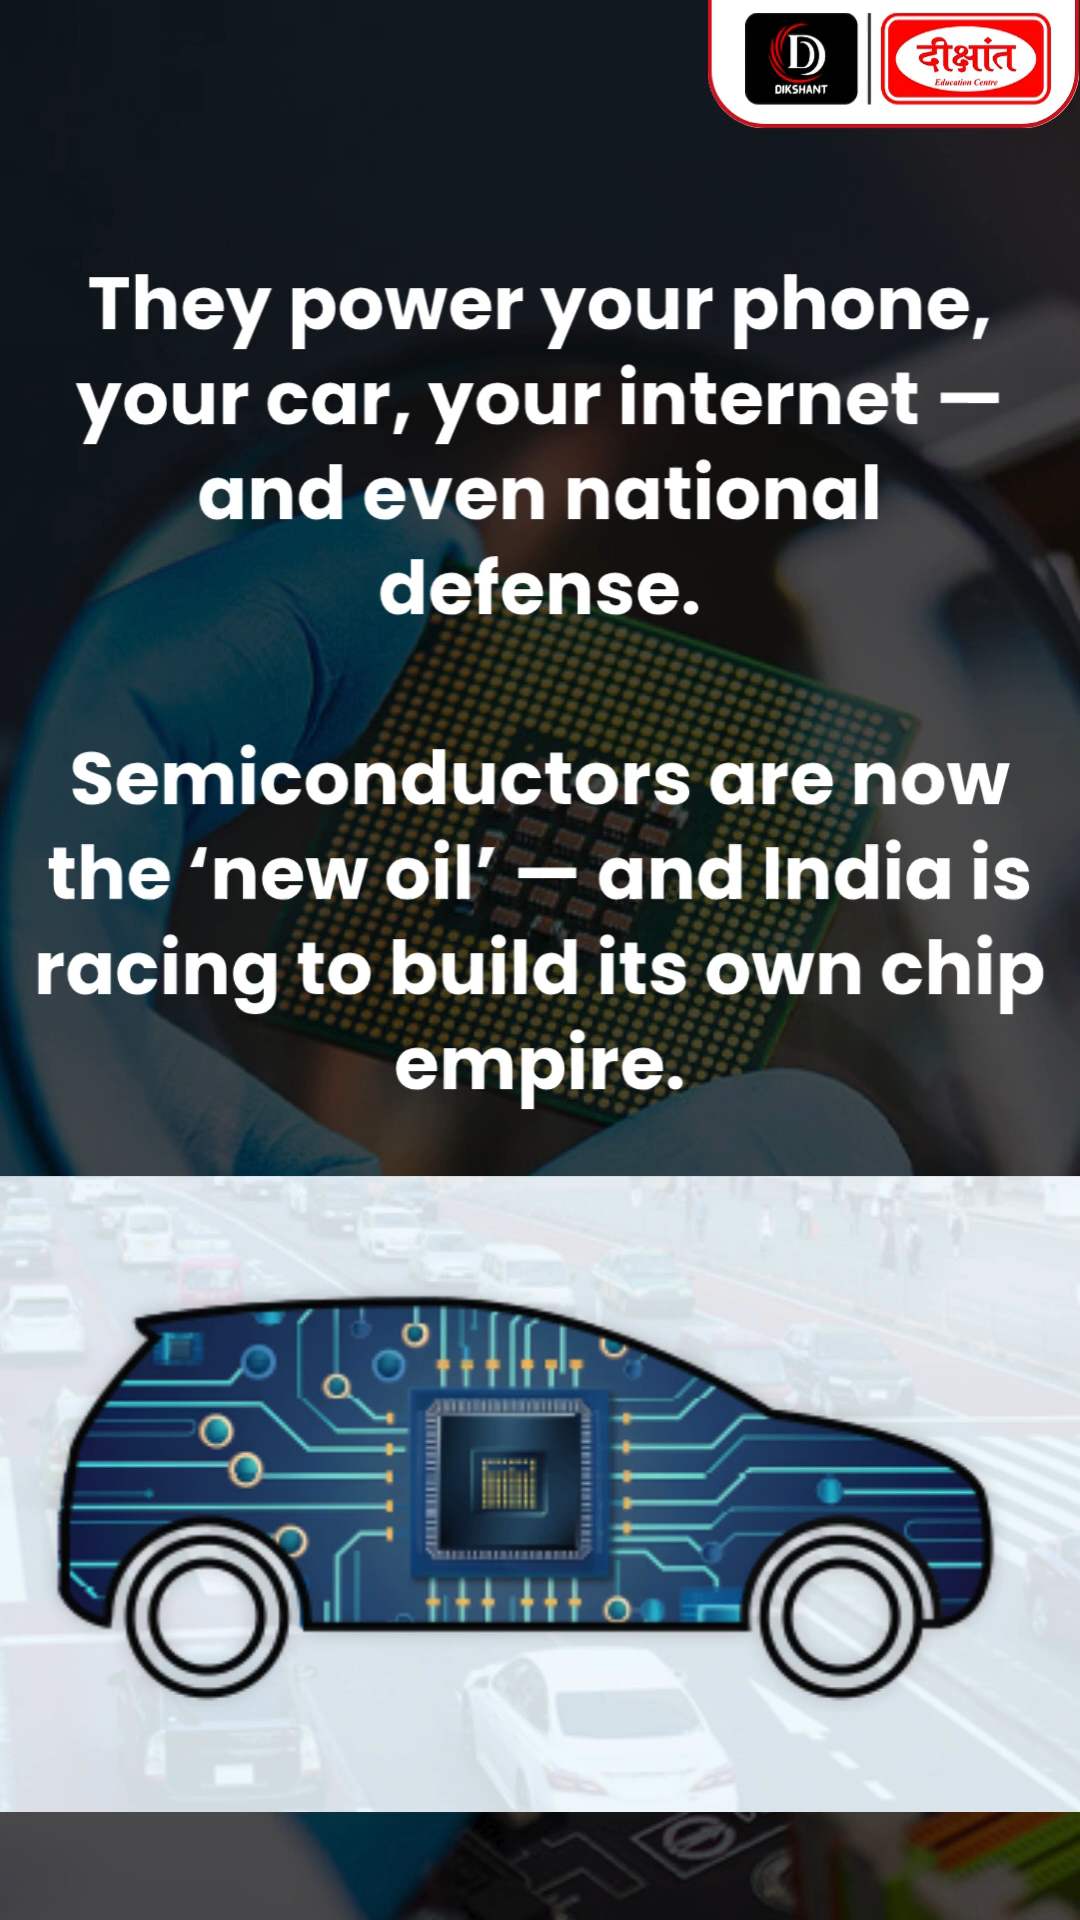 DIKSHANT
दीक्षांत
Education Centre
They power your phone,
your car, your internet —
and even national
defense.
Semiconductors are now
the ‘new oil’ — and India is
racing to build its own chip
empire.